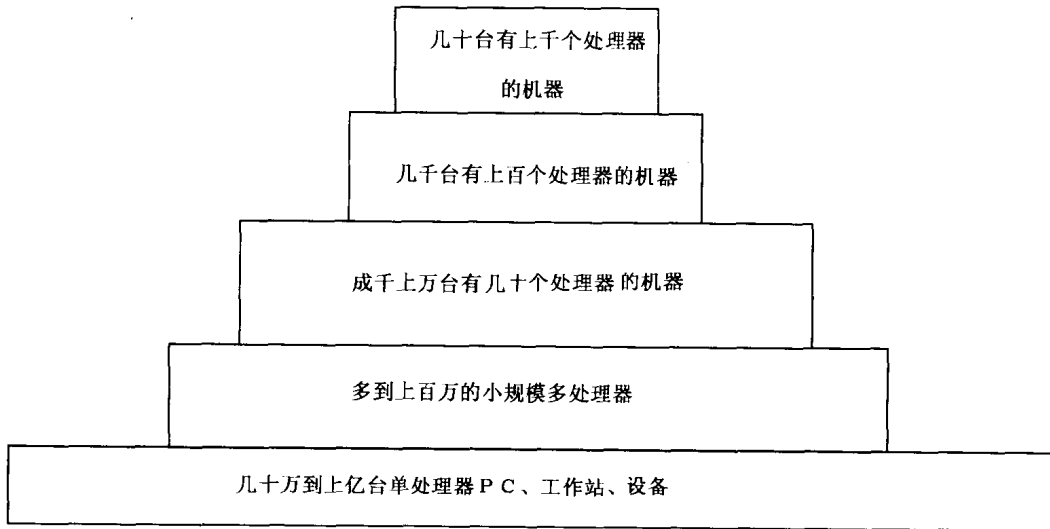 几十台有上千个处理器
的机器
几千台有上百个处理器的机器
成千上万台有几十个处理器的机器
多到上百万的小规模多处理器
几十万到上亿台单处理器PC、工作站、设备